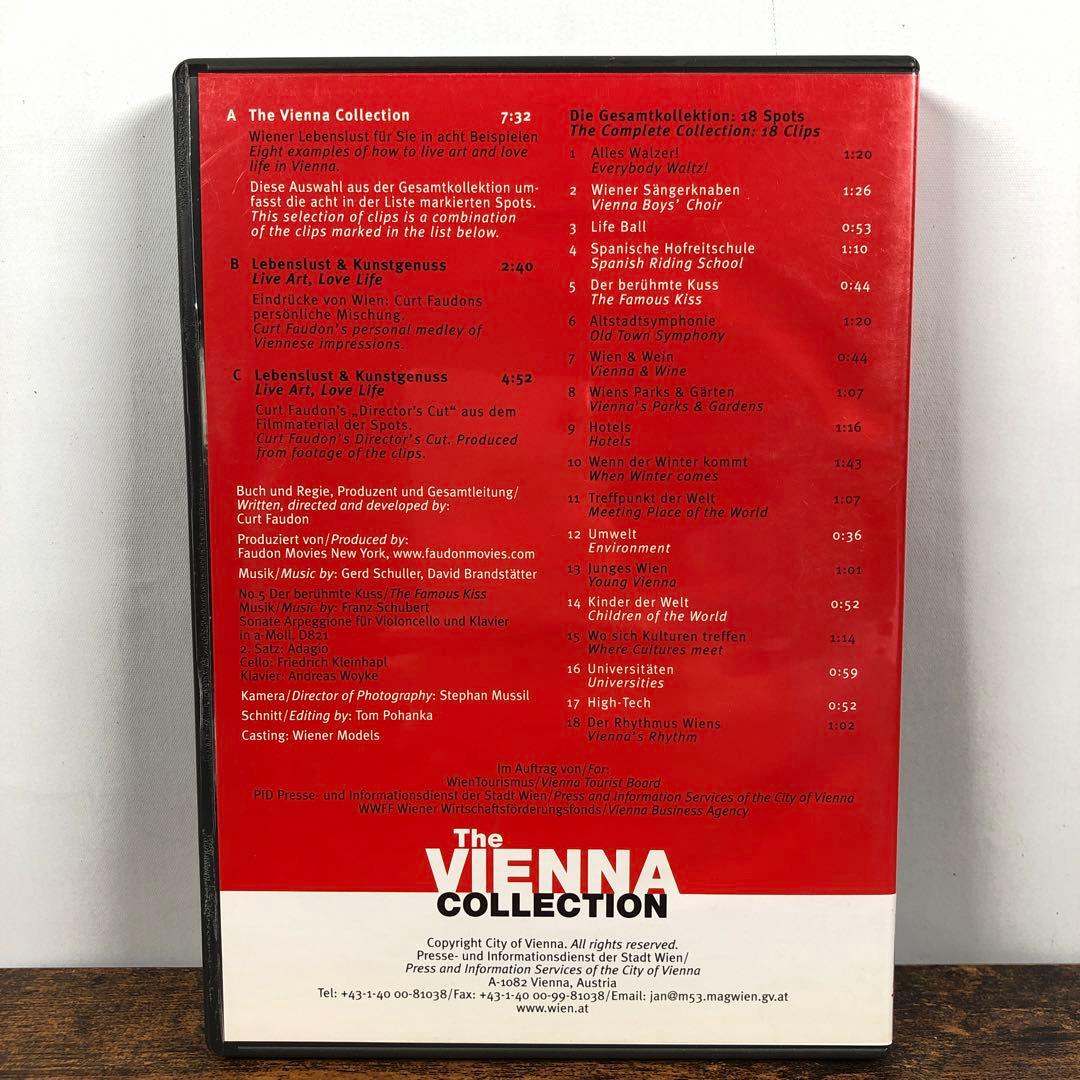 A The Vienna Collection 7:32
Wiener Lebenslust für Sie in acht Beispielen
Eight examples of how to live art and love
life in Vienna.
Diese Auswahl aus der Gesamtkollektion um-
fasst die acht in der Liste markierten Spots.
This selection of clips is a combination
of the clips marked in the list below.
B Lebenslust & Kunstgenuss 2:40
Live Art, Love Life
Eindrücke von Wien: Curt Faudons
persönliche Mischung.
Curt Faudon's personal medley of
Viennese impressions.
C Lebenslust & Kunstgenuss 4:52
Live Art, Love Life
Curt Faudon's „Director's Cut“ aus dem
Filmmaterial der Spots.
Curt Faudon's Director's Cut. Produced
from footage of the clips.
Buch und Regie, Produzent und Gesamtleitung/
Written, directed and developed by:
Curt Faudon
Produziert von/Produced by:
Faudon Movies New York, www.faudonmovies.com
Musik/Music by: Gerd Schuller, David Brandstätter
No.5 Der berühmte Kuss/The Famous Kiss
Musik/Music by: Franz Schubert
Sonate Arpeggione für Violoncello und Klavier
in a-Moll, D821
2. Satz: Adagio
Cello: Friedrich Kleinhapl
Klavier: Andreas Woyke
Kamera/Director of Photography: Stephan Mussil
Schnitt/Editing by: Tom Pohanka
Casting: Wiener Models
Die Gesamtkollektion: 18 Spots
The Complete Collection: 18 Clips
1 Alles Walzer! 1:20
Everybody Waltz!
2 Wiener Sängerknaben 1:26
Vienna Boys' Choir
3 Life Ball 0:53
4 Spanische Hofreitschule 1:10
Spanish Riding School
5 Der berühmte Kuss 0:44
The Famous Kiss
6 Altstadtsymphonie 1:20
Old Town Symphony
7 Wien & Wein 0:44
Vienna & Wine
8 Wiens Parks & Gärten 1:07
Vienna's Parks & Gardens
9 Hotels 1:16
Hotels
10 Wenn der Winter kommt 1:43
When Winter comes
11 Treffpunkt der Welt 1:07
Meeting Place of the World
12 Umwelt 0:36
Environment
13 Junges Wien 1:01
Young Vienna
14 Kinder der Welt 0:52
Children of the World
15 Wo sich Kulturen treffen 1:14
Where Cultures meet
16 Universitäten 0:59
Universities
17 High-Tech 0:52
18 Der Rhythmus Wiens 1:02
Vienna's Rhythm
Im Auftrag von/For:
WienTourismus/Vienna Tourist Board
PID Presse- und Informationsdienst der Stadt Wien/Press and Information Services of the City of Vienna
WWFF Wiener Wirtschaftsförderungsfonds/Vienna Business Agency
The
VIENNA
COLLECTION
Copyright City of Vienna. All rights reserved.
Presse- und Informationsdienst der Stadt Wien/
Press and Information Services of the City of Vienna
A-1082 Vienna, Austria
Tel: +43-1-40 00-81038/Fax: +43-1-40 00-99-81038/Email: jan@m53.magwien.gv.at
www.wien.at